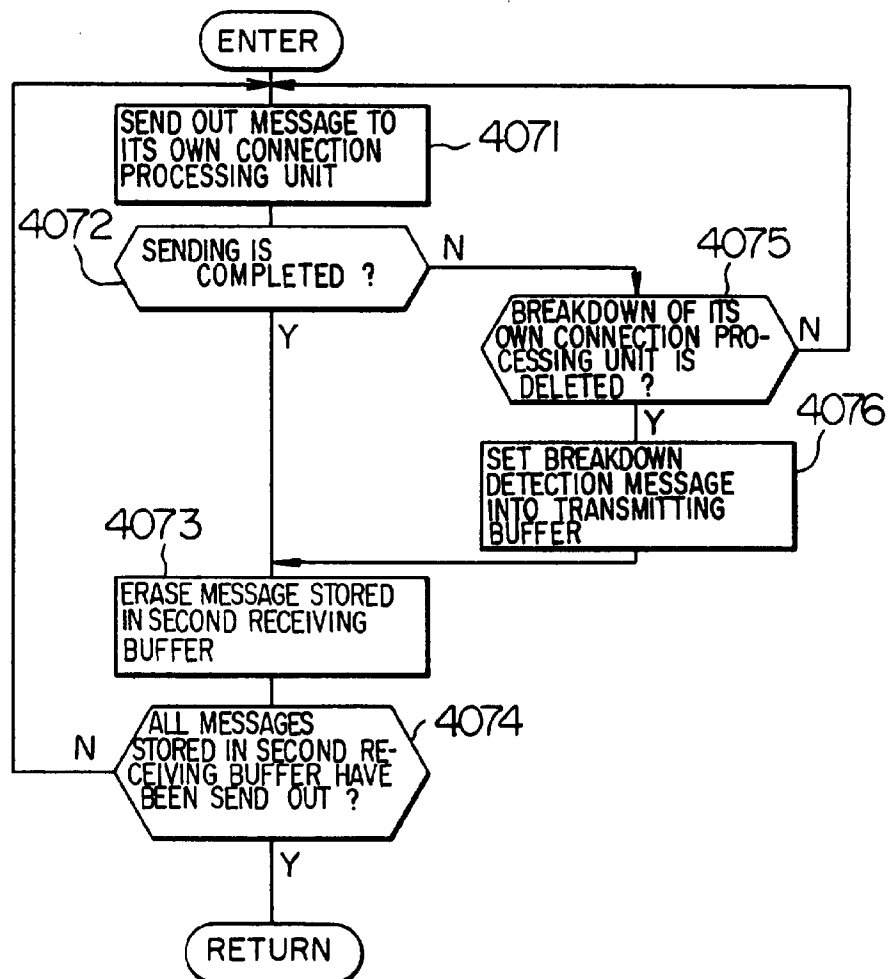 ENTER
SEND OUT MESSAGE TO
ITS OWN CONNECTION
PROCESSING UNIT
4071
4072
SENDING IS
COMPLETED ?
N
Y
4075
BREAKDOWN OF ITS
OWN CONNECTION PRO-
CESSING UNIT IS
DELETED ?
N
Y
4076
SET BREAKDOWN
DETECTION MESSAGE
INTO TRANSMITTING
BUFFER
4073
ERASE MESSAGE STORED
IN SECOND RECEIVING
BUFFER
4074
ALL MESSAGES
STORED IN SECOND RE-
CEIVING BUFFER HAVE
BEEN SEND OUT ?
N
Y
RETURN